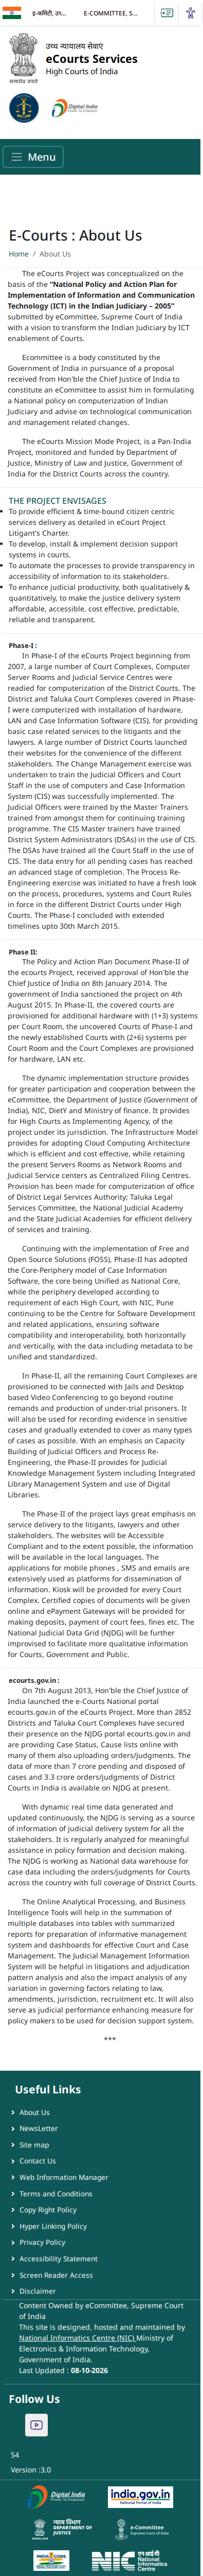 इ-कमिटी, उच...
E-COMMITTEE, S...
सत्यमेव जयते
उच्च न्यायालय सेवाएं
eCourts Services
High Courts of India
Digital India
Power To Empower
Menu
E-Courts : About Us
Home / About Us
The eCourts Project was conceptualized on the
basis of the “National Policy and Action Plan for
Implementation of Information and Communication
Technology (ICT) in the Indian Judiciary – 2005”
submitted by eCommittee, Supreme Court of India
with a vision to transform the Indian Judiciary by ICT
enablement of Courts.
Ecommittee is a body constituted by the
Government of India in pursuance of a proposal
received from Hon'ble the Chief Justice of India to
constitute an eCommittee to assist him in formulating
a National policy on computerization of Indian
Judiciary and advise on technological communication
and management related changes.
The eCourts Mission Mode Project, is a Pan-India
Project, monitored and funded by Department of
Justice, Ministry of Law and Justice, Government of
India for the District Courts across the country.
THE PROJECT ENVISAGES
To provide efficient & time-bound citizen centric
services delivery as detailed in eCourt Project
Litigant's Charter.
To develop, install & implement decision support
systems in courts.
To automate the processes to provide transparency in
accessibility of information to its stakeholders.
To enhance judicial productivity, both qualitatively &
quantitatively, to make the justice delivery system
affordable, accessible, cost effective, predictable,
reliable and transparent.
Phase-I :
In Phase-I of the eCourts Project beginning from
2007, a large number of Court Complexes, Computer
Server Rooms and Judicial Service Centres were
readied for computerization of the District Courts. The
District and Taluka Court Complexes covered in Phase-
I were computerized with installation of hardware,
LAN and Case Information Software (CIS), for providing
basic case related services to the litigants and the
lawyers. A large number of District Courts launched
their websites for the convenience of the different
stakeholders. The Change Management exercise was
undertaken to train the Judicial Officers and Court
Staff in the use of computers and Case Information
System (CIS) was successfully implemented. The
Judicial Officers were trained by the Master Trainers
trained from amongst them for continuing training
programme. The CIS Master trainers have trained
District System Administrators (DSAs) in the use of CIS.
The DSAs have trained all the Court Staff in the use of
CIS. The data entry for all pending cases has reached
an advanced stage of completion. The Process Re-
Engineering exercise was initiated to have a fresh look
on the process, procedures, systems and Court Rules
in force in the different District Courts under High
Courts. The Phase-I concluded with extended
timelines upto 30th March 2015.
Phase II:
The Policy and Action Plan Document Phase-II of
the ecourts Project, received approval of Hon'ble the
Chief Justice of India on 8th January 2014. The
government of India sanctioned the project on 4th
August 2015. In Phase-II, the covered courts are
provisioned for additional hardware with (1+3) systems
per Court Room, the uncovered Courts of Phase-I and
the newly established Courts with (2+6) systems per
Court Room and the Court Complexes are provisioned
for hardware, LAN etc.
The dynamic implementation structure provides
for greater participation and cooperation between the
eCommittee, the Department of Justice (Government of
India), NIC, DietY and Ministry of finance. It provides
for High Courts as Implementing Agency, of the
project under its jurisdiction. The Infrastructure Model
provides for adopting Cloud Computing Architecture
which is efficient and cost effective, while retaining
the present Servers Rooms as Network Rooms and
Judicial Service centers as Centralized Filing Centres.
Provision has been made for computerization of office
of District Legal Services Authority; Taluka Legal
Services Committee, the National Judicial Academy
and the State Judicial Academies for efficient delivery
of services and training.
Continuing with the implementation of Free and
Open Source Solutions (FOSS), Phase-II has adopted
the Core-Periphery model of Case Information
Software, the core being Unified as National Core,
while the periphery developed according to
requirement of each High Court, with NIC, Pune
continuing to be the Centre for Software Development
and related applications, ensuring software
compatibility and interoperability, both horizontally
and vertically, with the data including metadata to be
unified and standardized.
In Phase-II, all the remaining Court Complexes are
provisioned to be connected with Jails and Desktop
based Video Conferencing to go beyond routine
remands and production of under-trial prisoners. It
will also be used for recording evidence in sensitive
cases and gradually extended to cover as many types
of cases as possible. With an emphasis on Capacity
Building of Judicial Officers and Process Re-
Engineering, the Phase-II provides for Judicial
Knowledge Management System including Integrated
Library Management System and use of Digital
Libraries.
The Phase-II of the project lays great emphasis on
service delivery to the litigants, lawyers and other
stakeholders. The websites will be Accessible
Compliant and to the extent possible, the information
will be available in the local languages. The
applications for mobile phones , SMS and emails are
extensively used as platforms for dissemination of
information. Kiosk will be provided for every Court
Complex. Certified copies of documents will be given
online and ePayment Gateways will be provided for
making deposits, payment of court fees, fines etc. The
National Judicial Data Grid (NJDG) will be further
improvised to facilitate more qualitative information
for Courts, Government and Public.
ecourts.gov.in :
On 7th August 2013, Hon'ble the Chief Justice of
India launched the e-Courts National portal
ecourts.gov.in of the eCourts Project. More than 2852
Districts and Taluka Court Complexes have secured
their presence on the NJDG portal ecourts.gov.in and
are providing Case Status, Cause lists online with
many of them also uploading orders/judgments. The
data of more than 7 crore pending and disposed of
cases and 3.3 crore orders/judgments of District
Courts in India is available on NJDG at present.
With dynamic real time data generated and
updated continuously, the NJDG is serving as a source
of information of judicial delivery system for all the
stakeholders. It is regularly analyzed for meaningful
assistance in policy formation and decision making.
The NJDG is working as National data warehouse for
case data including the orders/judgments for Courts
across the country with full coverage of District Courts.
The Online Analytical Processing, and Business
Intelligence Tools will help in the summation of
multiple databases into tables with summarized
reports for preparation of informative management
system and dashboards for effective Court and Case
Management. The Judicial Management Information
System will be helpful in litigations and adjudication
pattern analysis and also the impact analysis of any
variation in governing factors relating to law,
amendments, jurisdiction, recruitment etc. It will also
serve as judicial performance enhancing measure for
policy makers to be used for decision support system.
***
Useful Links
About Us
NewsLetter
Site map
Contact Us
Web Information Manager
Terms and Conditions
Copy Right Policy
Hyper Linking Policy
Privacy Policy
Accessibility Statement
Screen Reader Access
Disclaimer
Content Owned by eCommittee, Supreme Court
of India
This site is designed, hosted and maintained by
National Informatics Centre (NIC) Ministry of
Electronics & Information Technology,
Government of India.
Last Updated : 08-10-2026
Follow Us
S4
Version :3.0
Digital India
Power To Empower
india.gov.in
National Portal of India
न्याय विभाग
DEPARTMENT OF
JUSTICE
e-Committee
Supreme Court of India
INDIA CODE
NIC
एन आई सी
National
Informatics
Centre